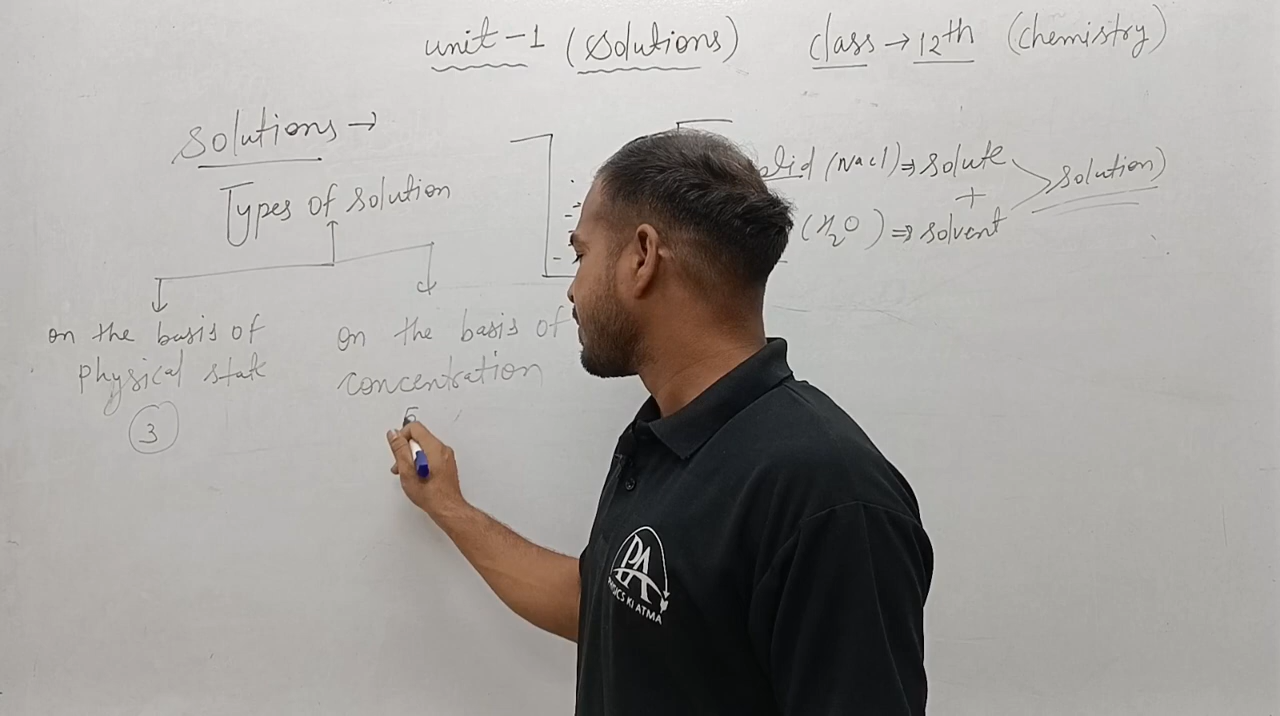 unit-1 (Solutions) class → 12th (Chemistry)
Solutions →
Types of solution
on the basis of physical state
3
on the basis of concentration
5
(NaCl) ⇒ solute
+
(H2O) ⇒ solvent
solution)
PA
PHYSICS KI ATMA